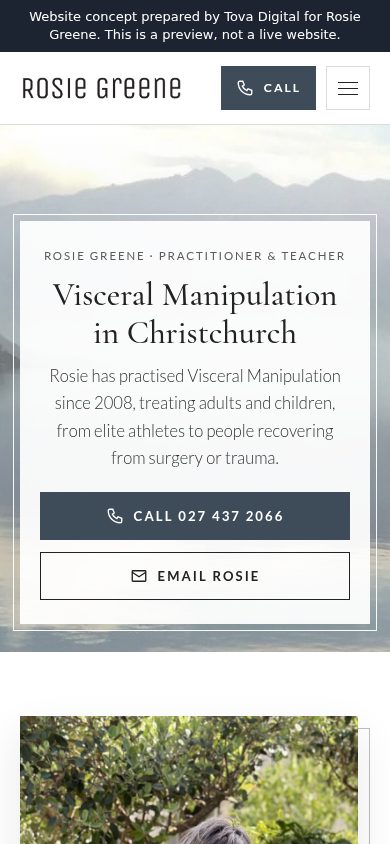 Website concept prepared by Tova Digital for Rosie
Greene. This is a preview, not a live website.
Rosie Greene
CALL
ROSIE GREENE · PRACTITIONER & TEACHER
Visceral Manipulation
in Christchurch
Rosie has practised Visceral Manipulation
since 2008, treating adults and children,
from elite athletes to people recovering
from surgery or trauma.
CALL 027 437 2066
EMAIL ROSIE